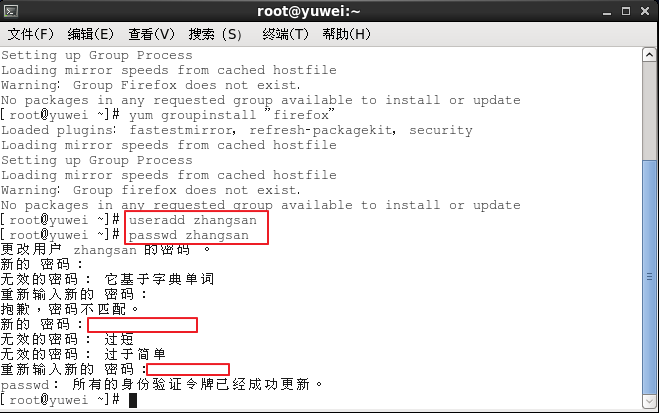 root@yuwei:~
文件(F) 编辑(E) 查看(V) 搜索 (S) 终端(T) 帮助(H)
Setting up Group Process
Loading mirror speeds from cached hostfile
Warning: Group Firefox does not exist.
No packages in any requested group available to install or update
[root@yuwei ~]# yum groupinstall "firefox"
Loaded plugins: fastestmirror, refresh-packagekit, security
Loading mirror speeds from cached hostfile
Setting up Group Process
Loading mirror speeds from cached hostfile
Warning: Group firefox does not exist.
No packages in any requested group available to install or update
[root@yuwei ~]# useradd zhangsan
[root@yuwei ~]# passwd zhangsan
更改用户 zhangsan 的密码 。
新的 密码：
无效的密码： 它基于字典单词
重新输入新的 密码：
抱歉，密码不匹配。
新的 密码：
无效的密码： 过短
无效的密码： 过于简单
重新输入新的 密码：
passwd： 所有的身份验证令牌已经成功更新。
[root@yuwei ~]#